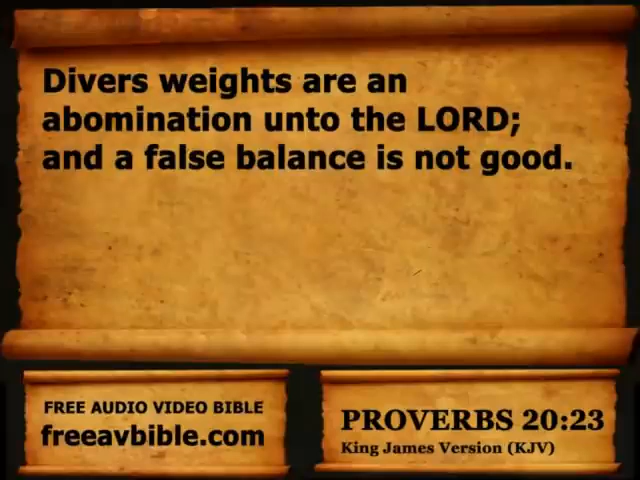 Divers weights are an
abomination unto the LORD;
and a false balance is not good.
FREE AUDIO VIDEO BIBLE
freeavbible.com
PROVERBS 20:23
King James Version (KJV)